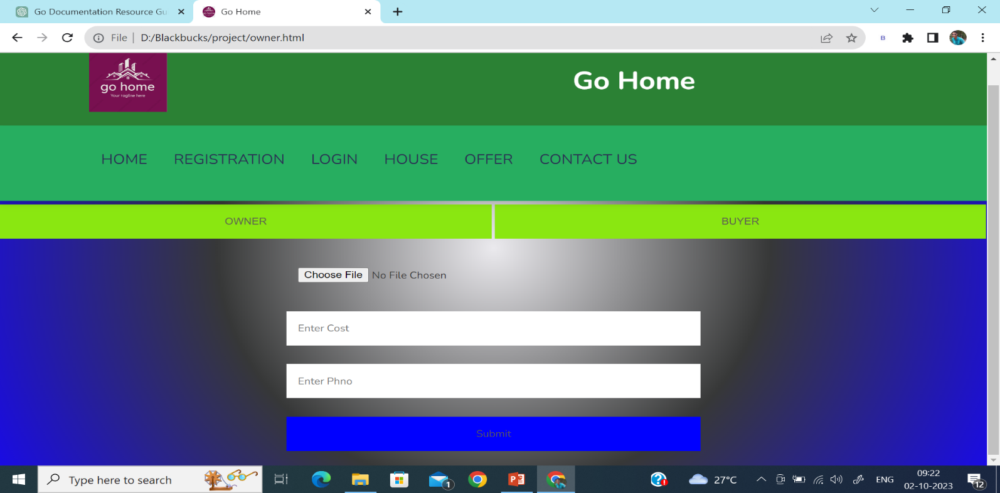 Go Documentation Resource Gu
Go Home
File | D:/Blackbucks/project/owner.html
B
go home
Your tagline here
Go Home
HOME REGISTRATION LOGIN HOUSE OFFER CONTACT US
OWNER BUYER
Choose File No File Chosen
Enter Cost
Enter Phno
Submit
Type here to search
1
27°C
ENG
09:22
02-10-2023
12